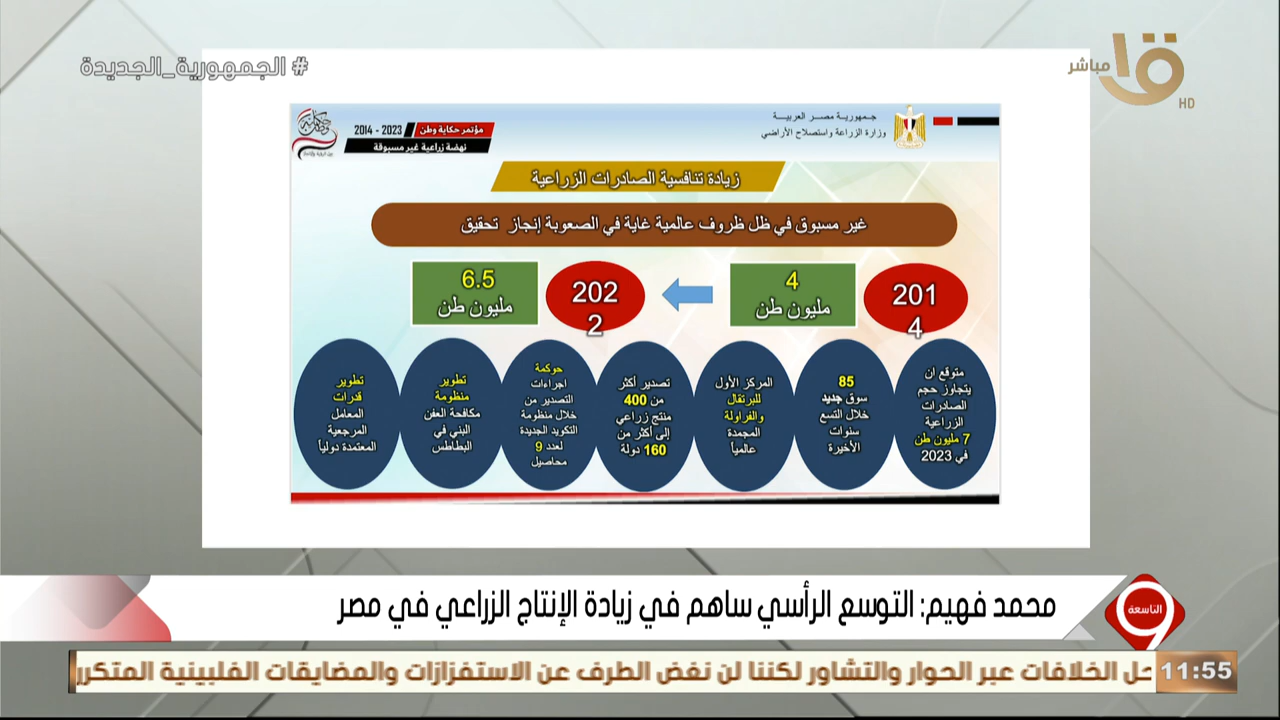 #الجمهورية_الجديدة
مباشر
HD
جمهورية مصر العربية
وزارة الزراعة واستصلاح الأراضي
مؤتمر حكاية وطن 2014 - 2023
نهضة زراعية غير مسبوقة
زيادة تنافسية الصادرات الزراعية
غير مسبوق في ظل ظروف عالمية غاية في الصعوبة إنجاز تحقيق
201
4
4
مليون طن
202
2
6.5
مليون طن
متوقع ان
يتجاوز حجم
الصادرات
الزراعية
7 مليون طن
في 2023
85
سوق جديد
خلال التسع
سنوات
الأخيرة
المركز الأول
للبرتقال
والفراولة
المجمدة
عالمياً
تصدير أكثر
من 400
منتج زراعي
إلى أكثر من
160 دولة
حوكمة
اجراءات
التصدير من
خلال منظومة
التكويد الجديدة
لعدد 9
محاصيل
تطوير
منظومة
مكافحة العفن
البني في
البطاطس
تطوير
قدرات
المعامل
المرجعية
المعتمدة دولياً
التاسعة
محمد فهيم: التوسع الرأسي ساهم في زيادة الإنتاج الزراعي في مصر
11:55
حل الخلافات عبر الحوار والتشاور لكننا لن نغض الطرف عن الاستفزازات والمضايقات الفلبينية المتكرر